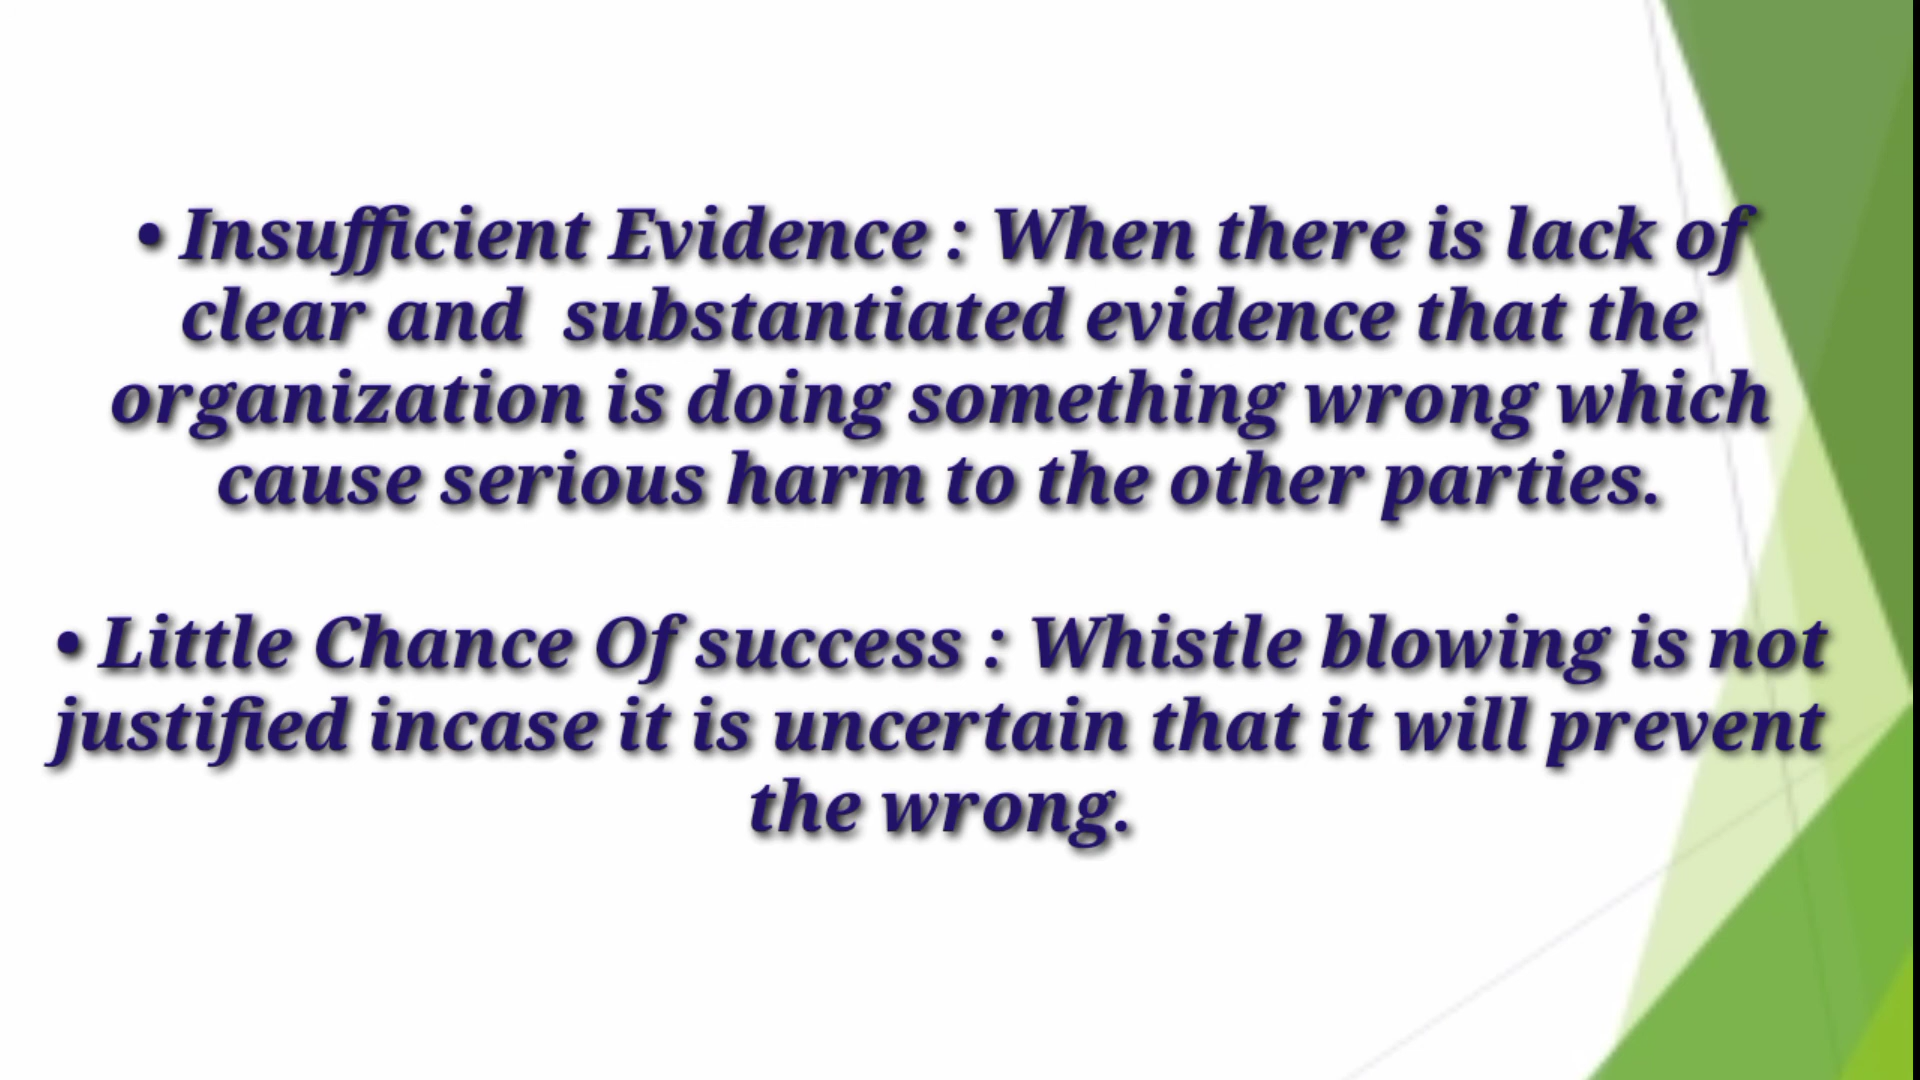 • Insufficient Evidence : When there is lack of
clear and  substantiated evidence that the
organization is doing something wrong which
cause serious harm to the other parties.
• Little Chance Of success : Whistle blowing is not
justified incase it is uncertain that it will prevent
the wrong.